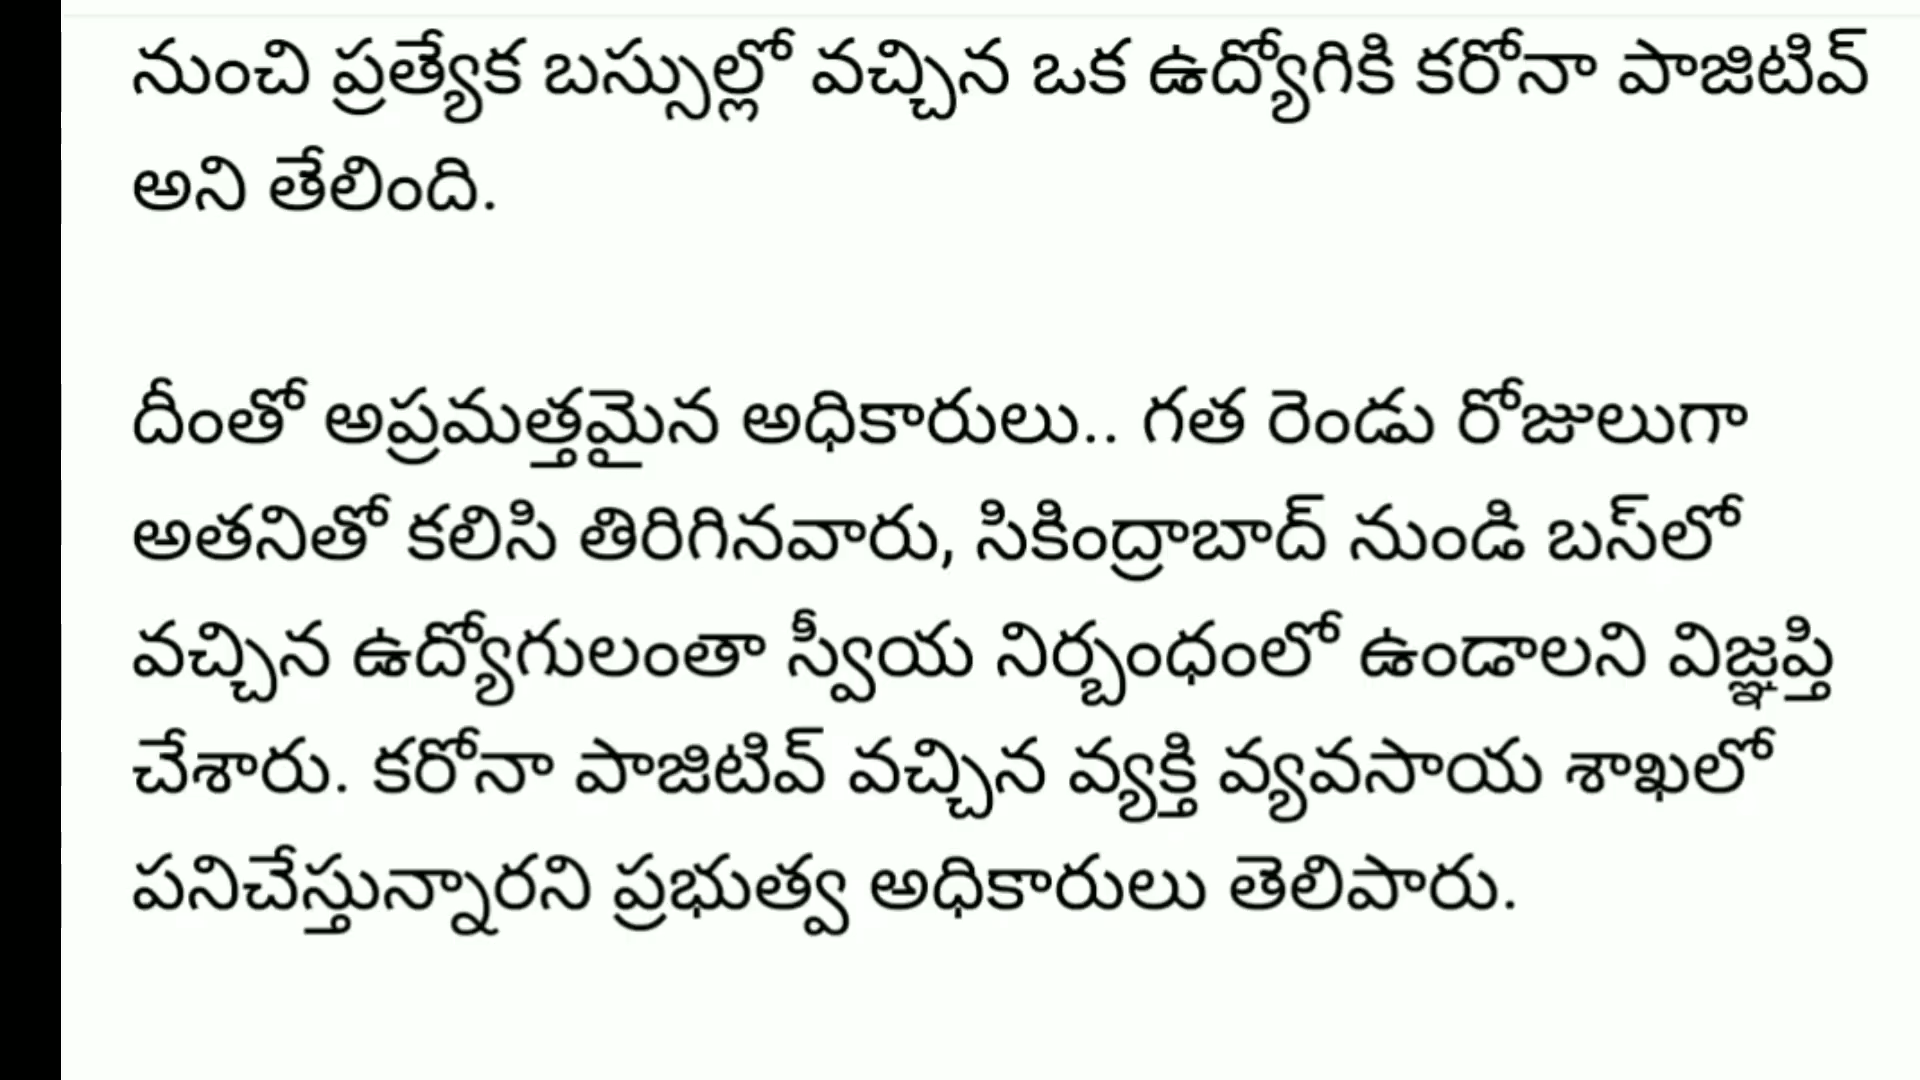 నుంచి ప్రత్యేక బస్సుల్లో వచ్చిన ఒక ఉద్యోగికి కరోనా పాజిటివ్
అని తేలింది.
దీంతో అప్రమత్తమైన అధికారులు.. గత రెండు రోజులుగా
అతనితో కలిసి తిరిగినవారు, సికింద్రాబాద్ నుండి బస్‌లో
వచ్చిన ఉద్యోగులంతా స్వీయ నిర్బంధంలో ఉండాలని విజ్ఞప్తి
చేశారు. కరోనా పాజిటివ్ వచ్చిన వ్యక్తి వ్యవసాయ శాఖలో
పనిచేస్తున్నారని ప్రభుత్వ అధికారులు తెలిపారు.